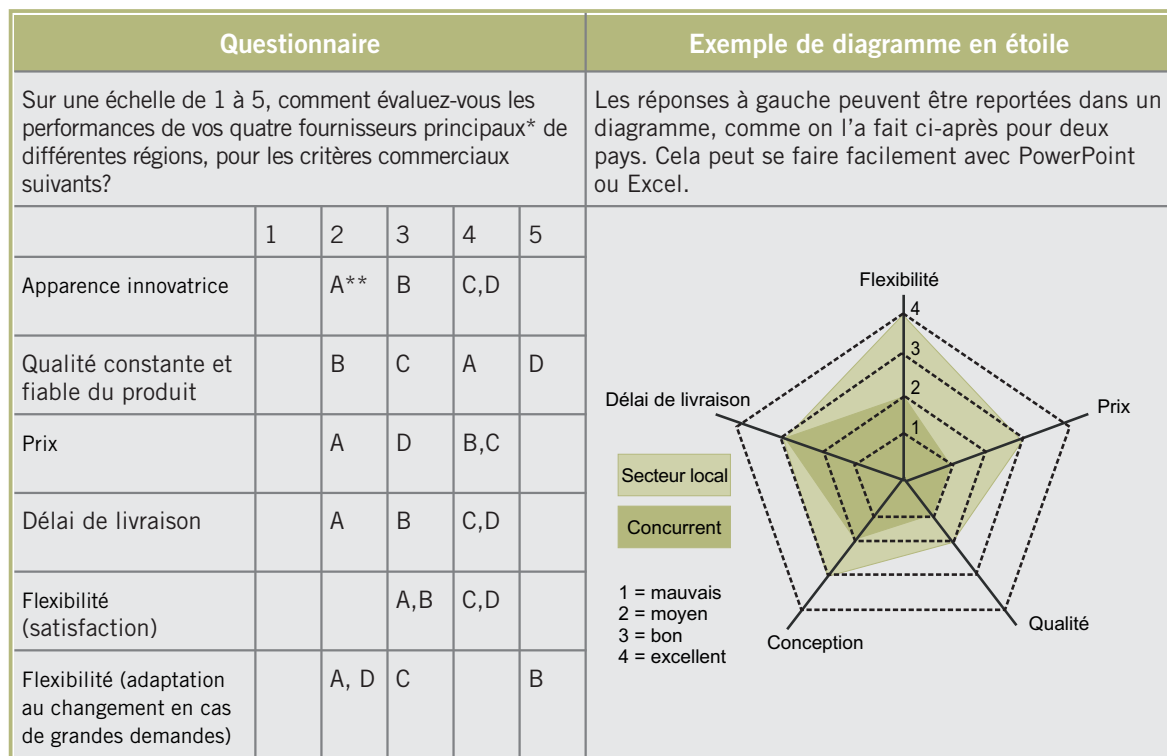 Questionnaire
Sur une échelle de 1 à 5, comment évaluez-vous les
performances de vos quatre fournisseurs principaux* de
différentes régions, pour les critères commerciaux
suivants?
1 2 3 4 5
Apparence innovatrice A** B C,D
Qualité constante et
fiable du produit B C A D
Prix A D B,C
Délai de livraison A B C,D
Flexibilité
(satisfaction) A,B C,D
Flexibilité (adaptation A, D C B
au changement en cas
de grandes demandes)
Exemple de diagramme en étoile
Les réponses à gauche peuvent être reportées dans un
diagramme, comme on l'a fait ci-après pour deux
pays. Cela peut se faire facilement avec PowerPoint
ou Excel.
Flexibilité
4
3
2
1
Délai de livraison
Prix
Secteur local
Concurrent
1 = mauvais
2 = moyen
3 = bon
4 = excellent
Conception
Qualité